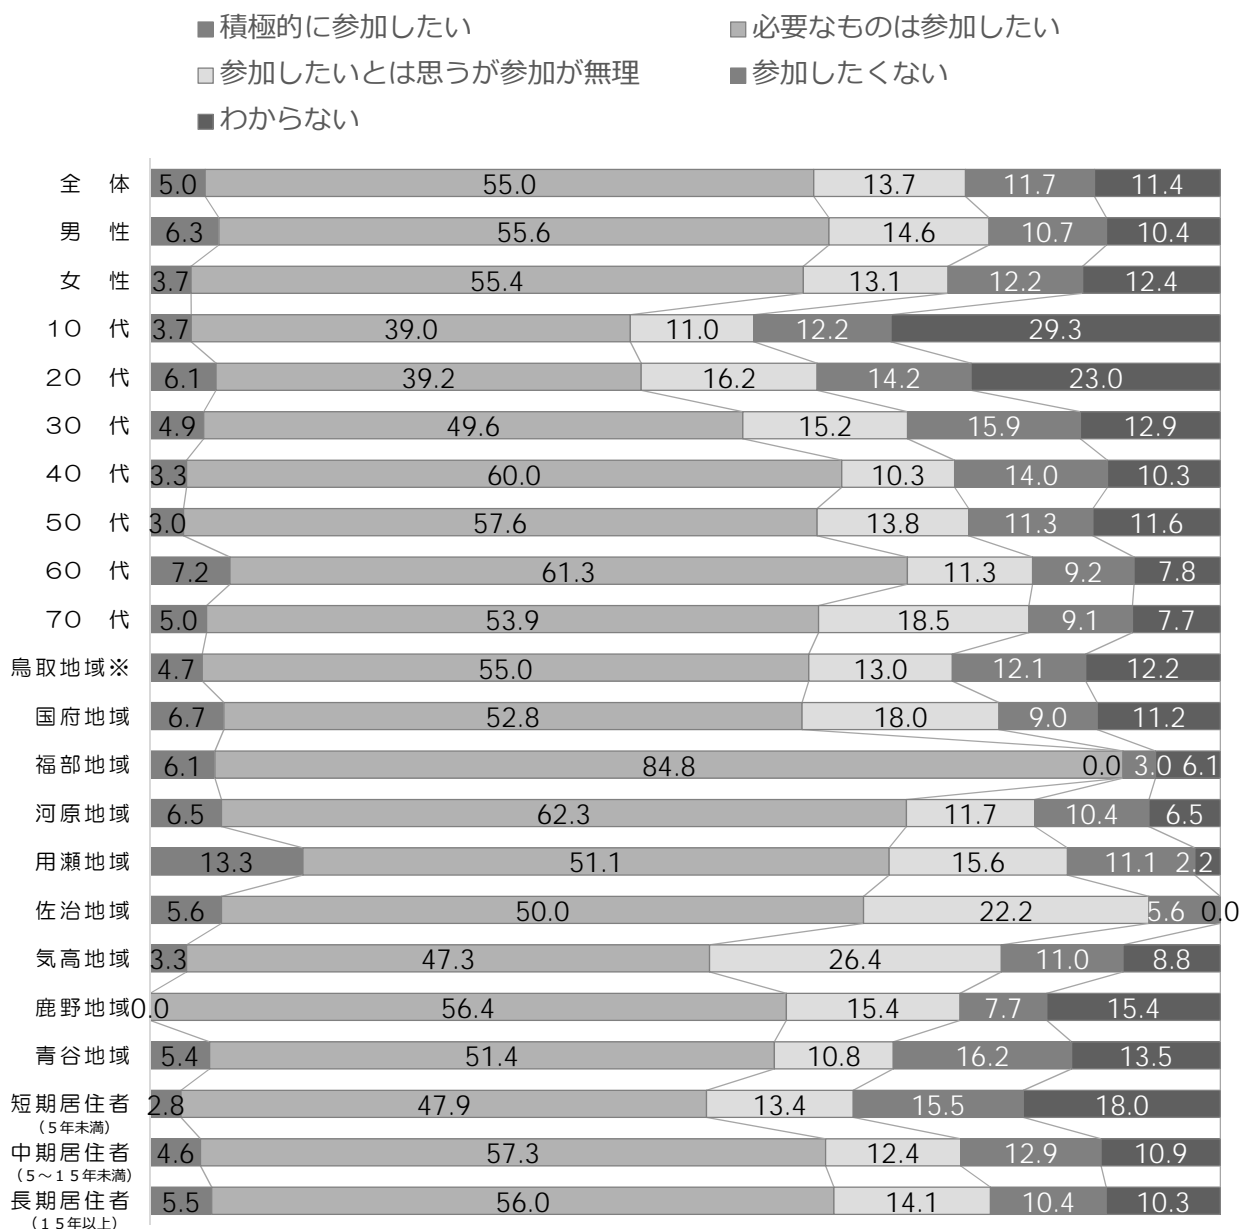 ■積極的に参加したい ■必要なものは参加したい
□参加したいとは思うが参加が無理 ■参加したくない
■わからない
全 体 5.0 55.0 13.7 11.7 11.4
男 性 6.3 55.6 14.6 10.7 10.4
女 性 3.7 55.4 13.1 12.2 12.4
10 代 3.7 39.0 11.0 12.2 29.3
20 代 6.1 39.2 16.2 14.2 23.0
30 代 4.9 49.6 15.2 15.9 12.9
40 代 3.3 60.0 10.3 14.0 10.3
50 代 3.0 57.6 13.8 11.3 11.6
60 代 7.2 61.3 11.3 9.2 7.8
70 代 5.0 53.9 18.5 9.1 7.7
鳥取地域※ 4.7 55.0 13.0 12.1 12.2
国府地域 6.7 52.8 18.0 9.0 11.2
福部地域 6.1 84.8 0.0 3.0 6.1
河原地域 6.5 62.3 11.7 10.4 6.5
用瀬地域 13.3 51.1 15.6 11.1 2.2
佐治地域 5.6 50.0 22.2 5.6 0.0
気高地域 3.3 47.3 26.4 11.0 8.8
鹿野地域 0.0 56.4 15.4 7.7 15.4
青谷地域 5.4 51.4 10.8 16.2 13.5
短期居住者 2.8 47.9 13.4 15.5 18.0
(5年未満)
中期居住者 4.6 57.3 12.4 12.9 10.9
(5～15年未満)
長期居住者 5.5 56.0 14.1 10.4 10.3
(15年以上)